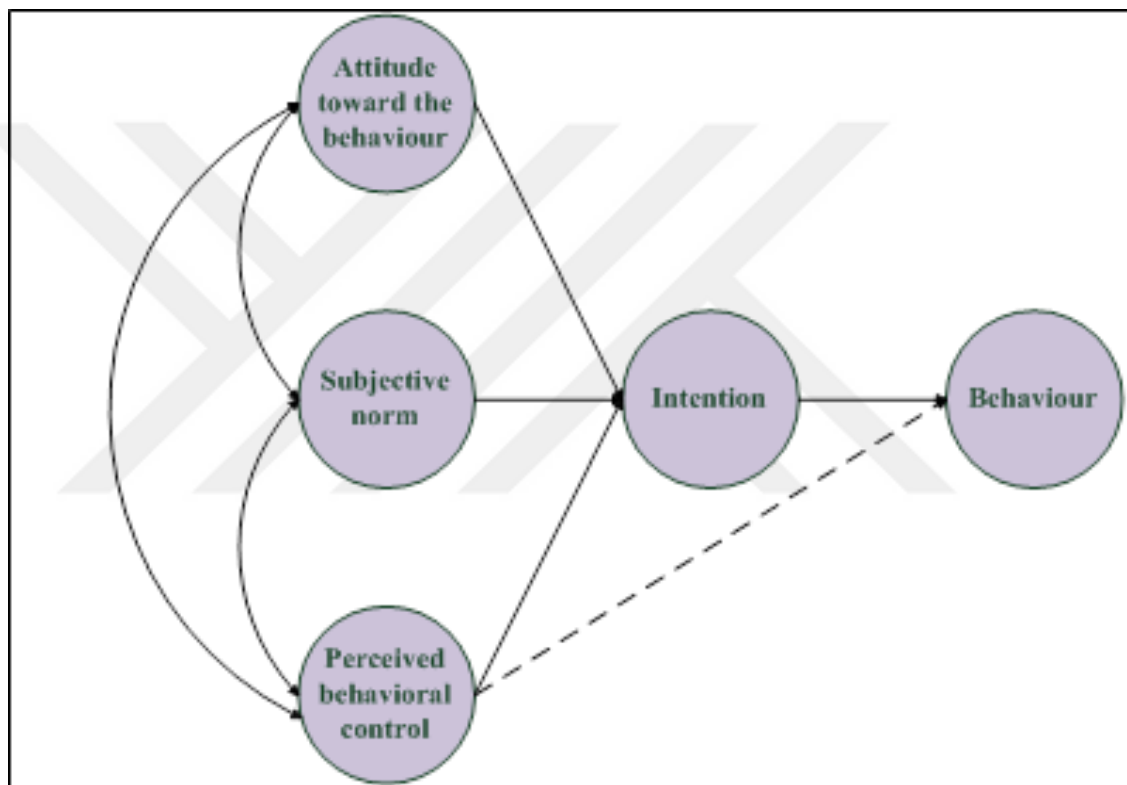 Attitude
toward the
behaviour
Subjective
norm
Intention
Behaviour
Perceived
behavioral
control